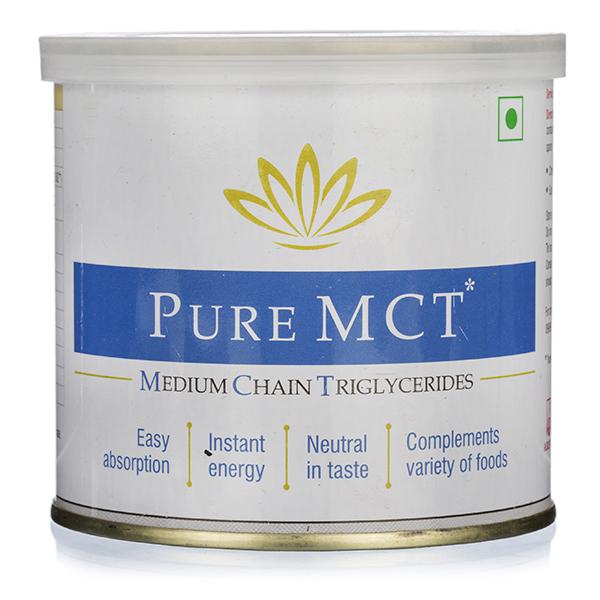 PURE MCT*
MEDIUM CHAIN TRIGLYCERIDES
Easy
absorption
Instant
energy
Neutral
in taste
Complements
variety of foods